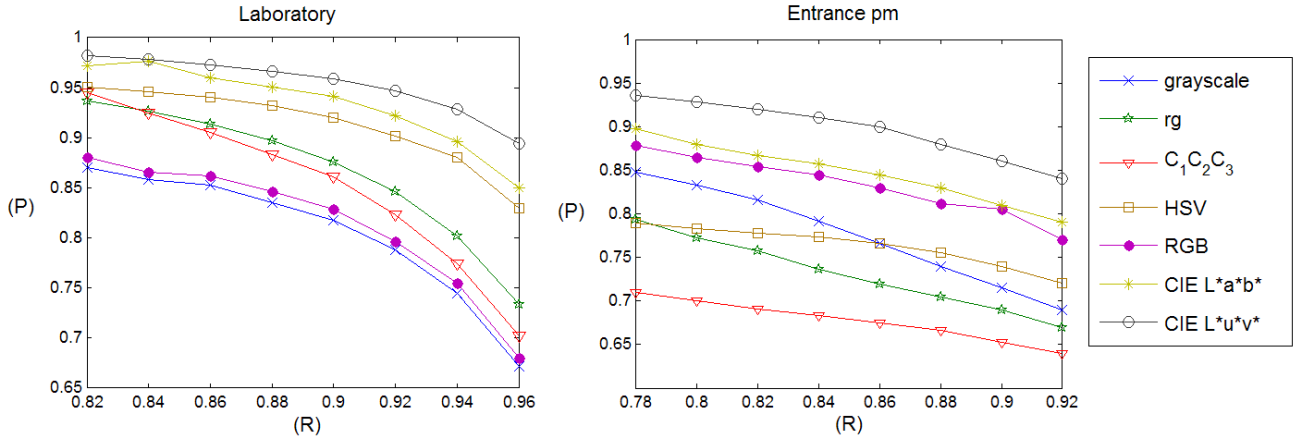 Laboratory
1
0.95
0.9
0.85
(P)
0.8
0.75
0.7
0.65
0.82 0.84 0.86 0.88 0.9 0.92 0.94 0.96
(R)
Entrance pm
1
0.95
0.9
0.85
(P)
0.8
0.75
0.7
0.65
0.78 0.8 0.82 0.84 0.86 0.88 0.9 0.92
(R)
grayscale
rg
C₁C₂C₃
HSV
RGB
CIE L*a*b*
CIE L*u*v*